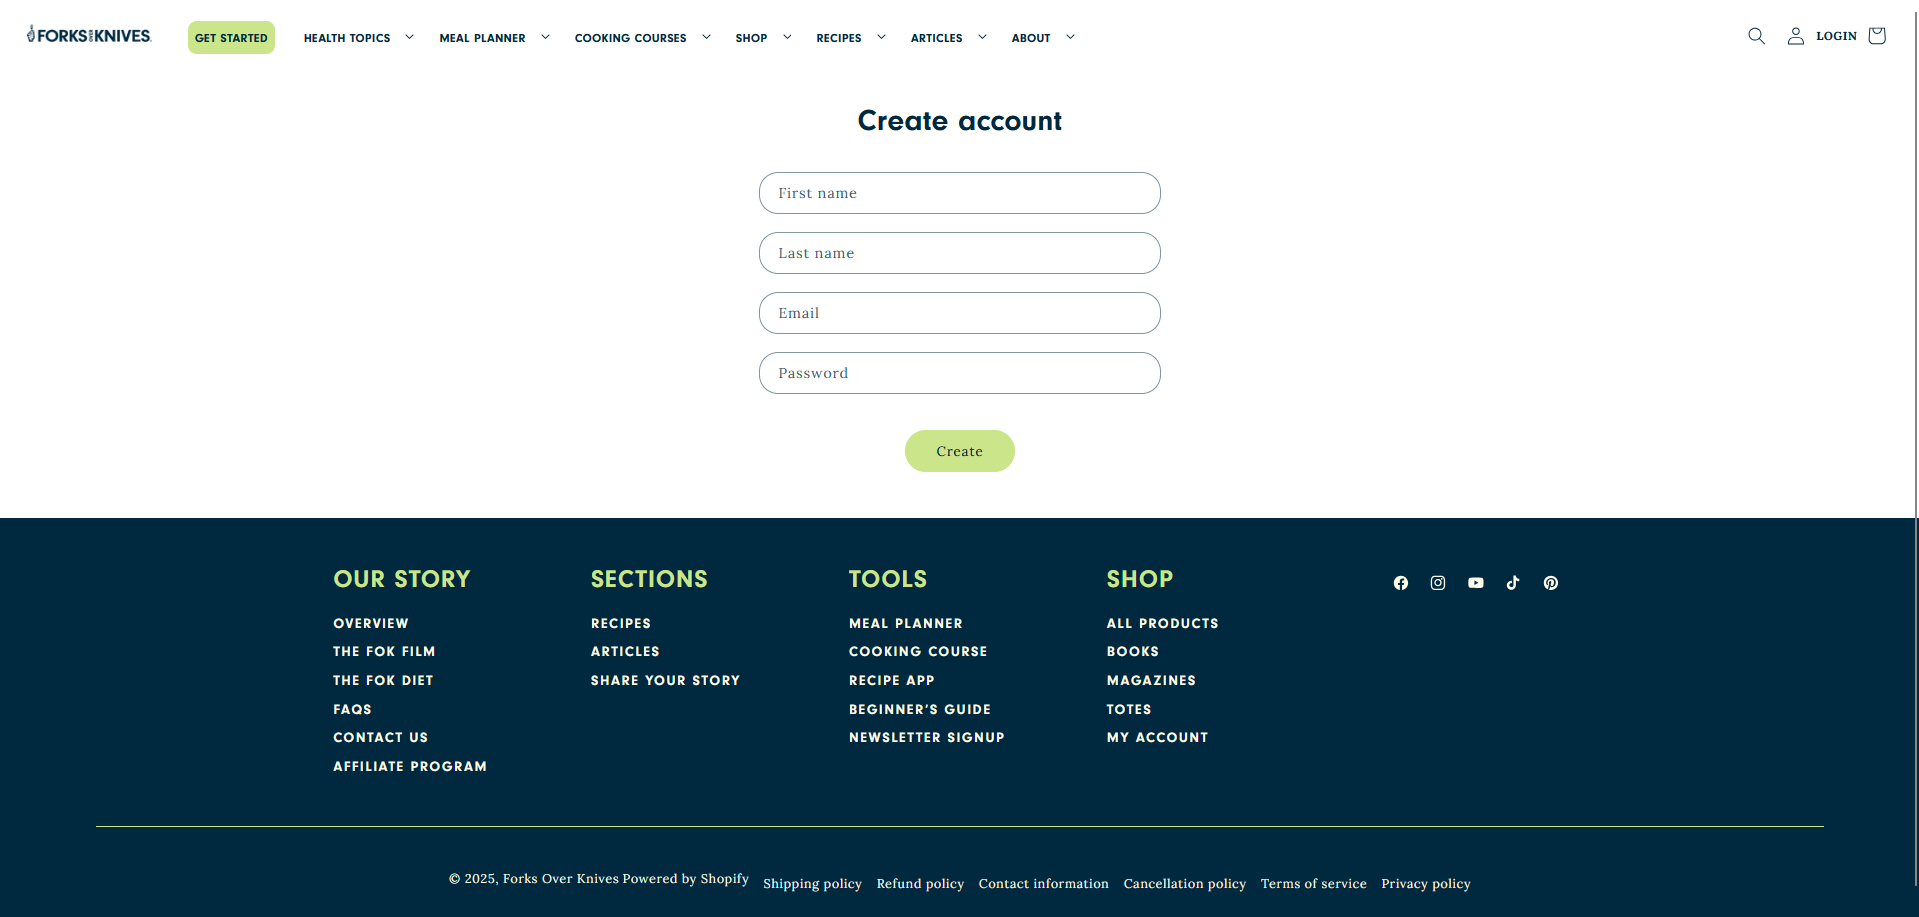 FORKS OVER KNIVES
GET STARTED
HEALTH TOPICS
MEAL PLANNER
COOKING COURSES
SHOP
RECIPES
ARTICLES
ABOUT
LOGIN
Create account
First name
Last name
Email
Password
Create
OUR STORY
OVERVIEW
THE FOK FILM
THE FOK DIET
FAQS
CONTACT US
AFFILIATE PROGRAM
SECTIONS
RECIPES
ARTICLES
SHARE YOUR STORY
TOOLS
MEAL PLANNER
COOKING COURSE
RECIPE APP
BEGINNER'S GUIDE
NEWSLETTER SIGNUP
SHOP
ALL PRODUCTS
BOOKS
MAGAZINES
TOTES
MY ACCOUNT
© 2025, Forks Over Knives Powered by Shopify
Shipping policy
Refund policy
Contact information
Cancellation policy
Terms of service
Privacy policy